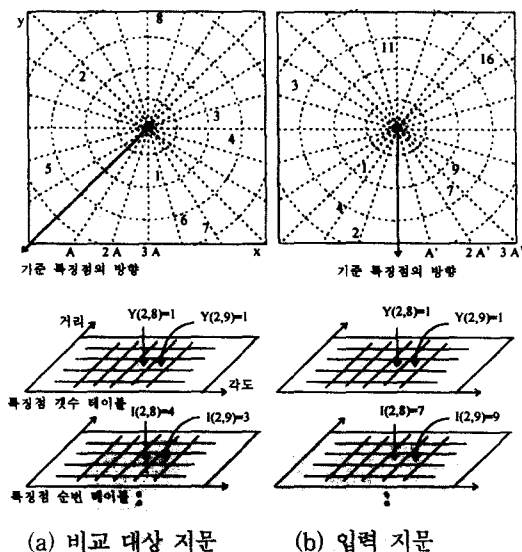 y
8
2
3
4
5
1
6
7
A 2 A 3 A x
기준 특징점의 방향
11
16
3
1
9
7
4
2
A' 2 A' 3 A'
기준 특징점의 방향
Y(2,8)=1 Y(2,9)=1
거리
각도
특징점 갯수 테이블
I(2,8)=4 I(2,9)=3
특징점 순번 테이블
(a) 비교 대상 지문
Y(2,8)=1 Y(2,9)=1
I(2,8)=7 I(2,9)=9
(b) 입력 지문